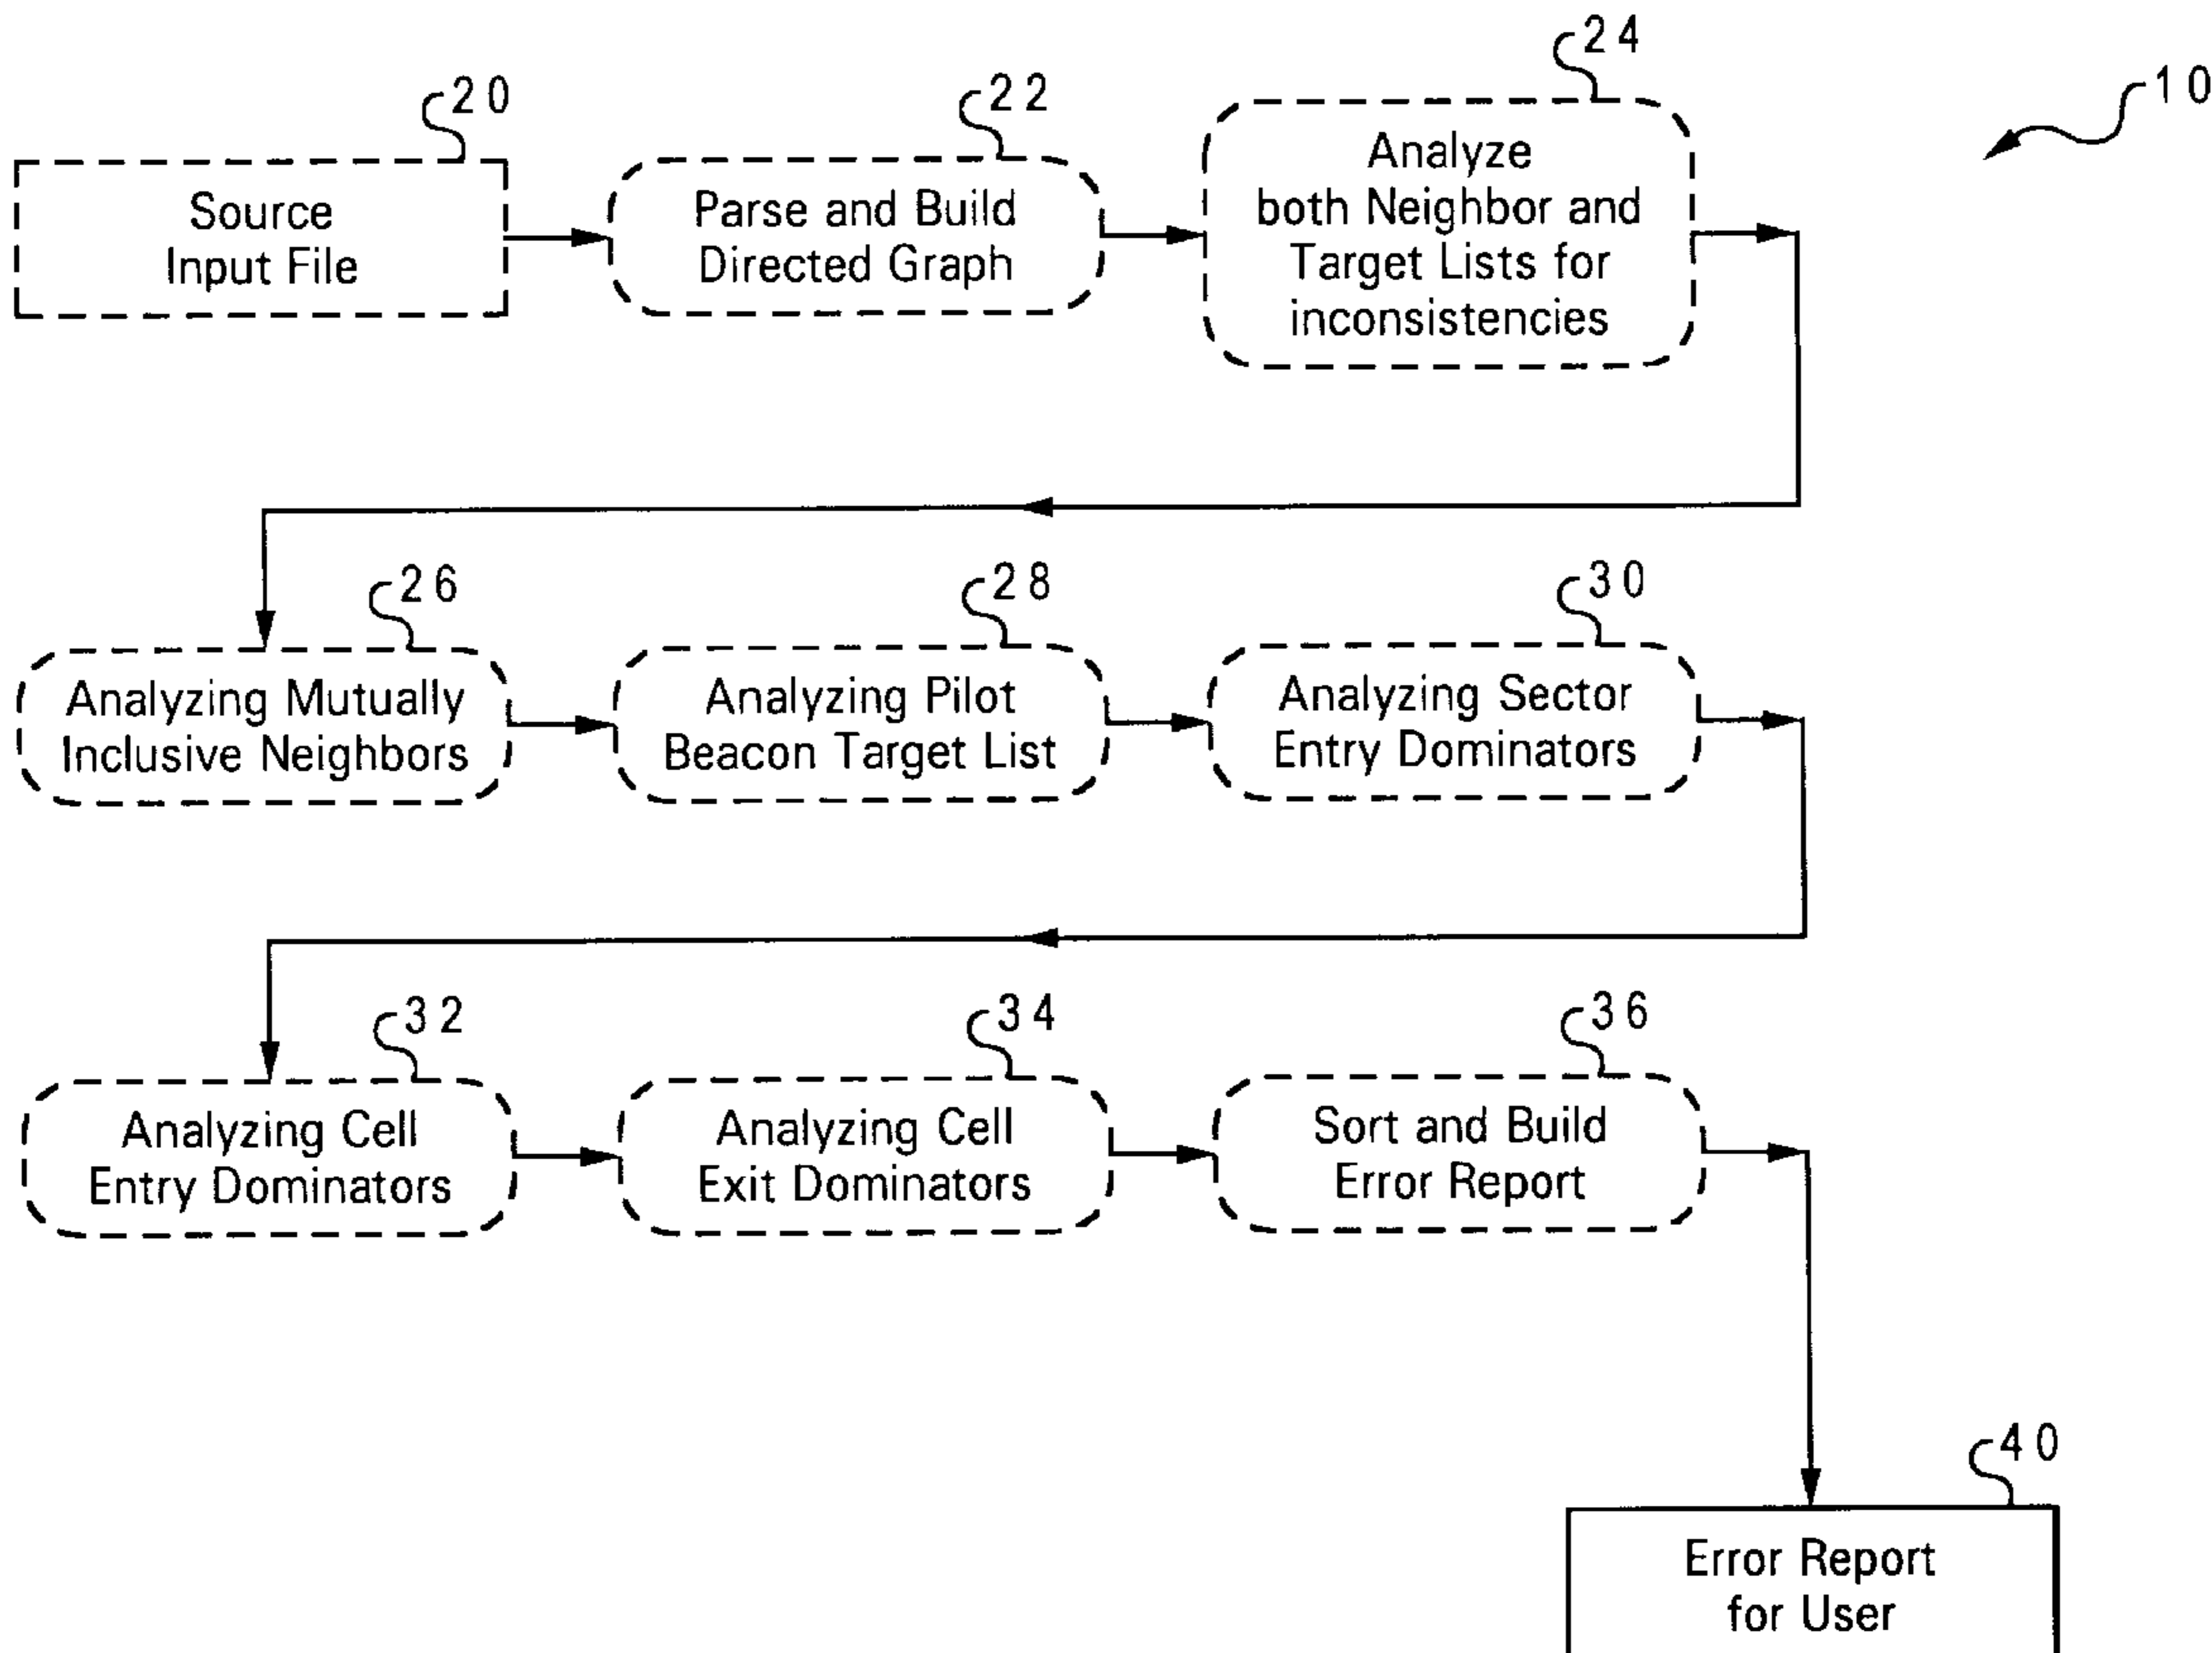 24
10
20
22
Source
Input File
Parse and Build
Directed Graph
Analyze
both Neighbor and
Target Lists for
inconsistencies
26
28
30
Analyzing Mutually
Inclusive Neighbors
Analyzing Pilot
Beacon Target List
Analyzing Sector
Entry Dominators
32
34
36
Analyzing Cell
Entry Dominators
Analyzing Cell
Exit Dominators
Sort and Build
Error Report
40
Error Report
for User